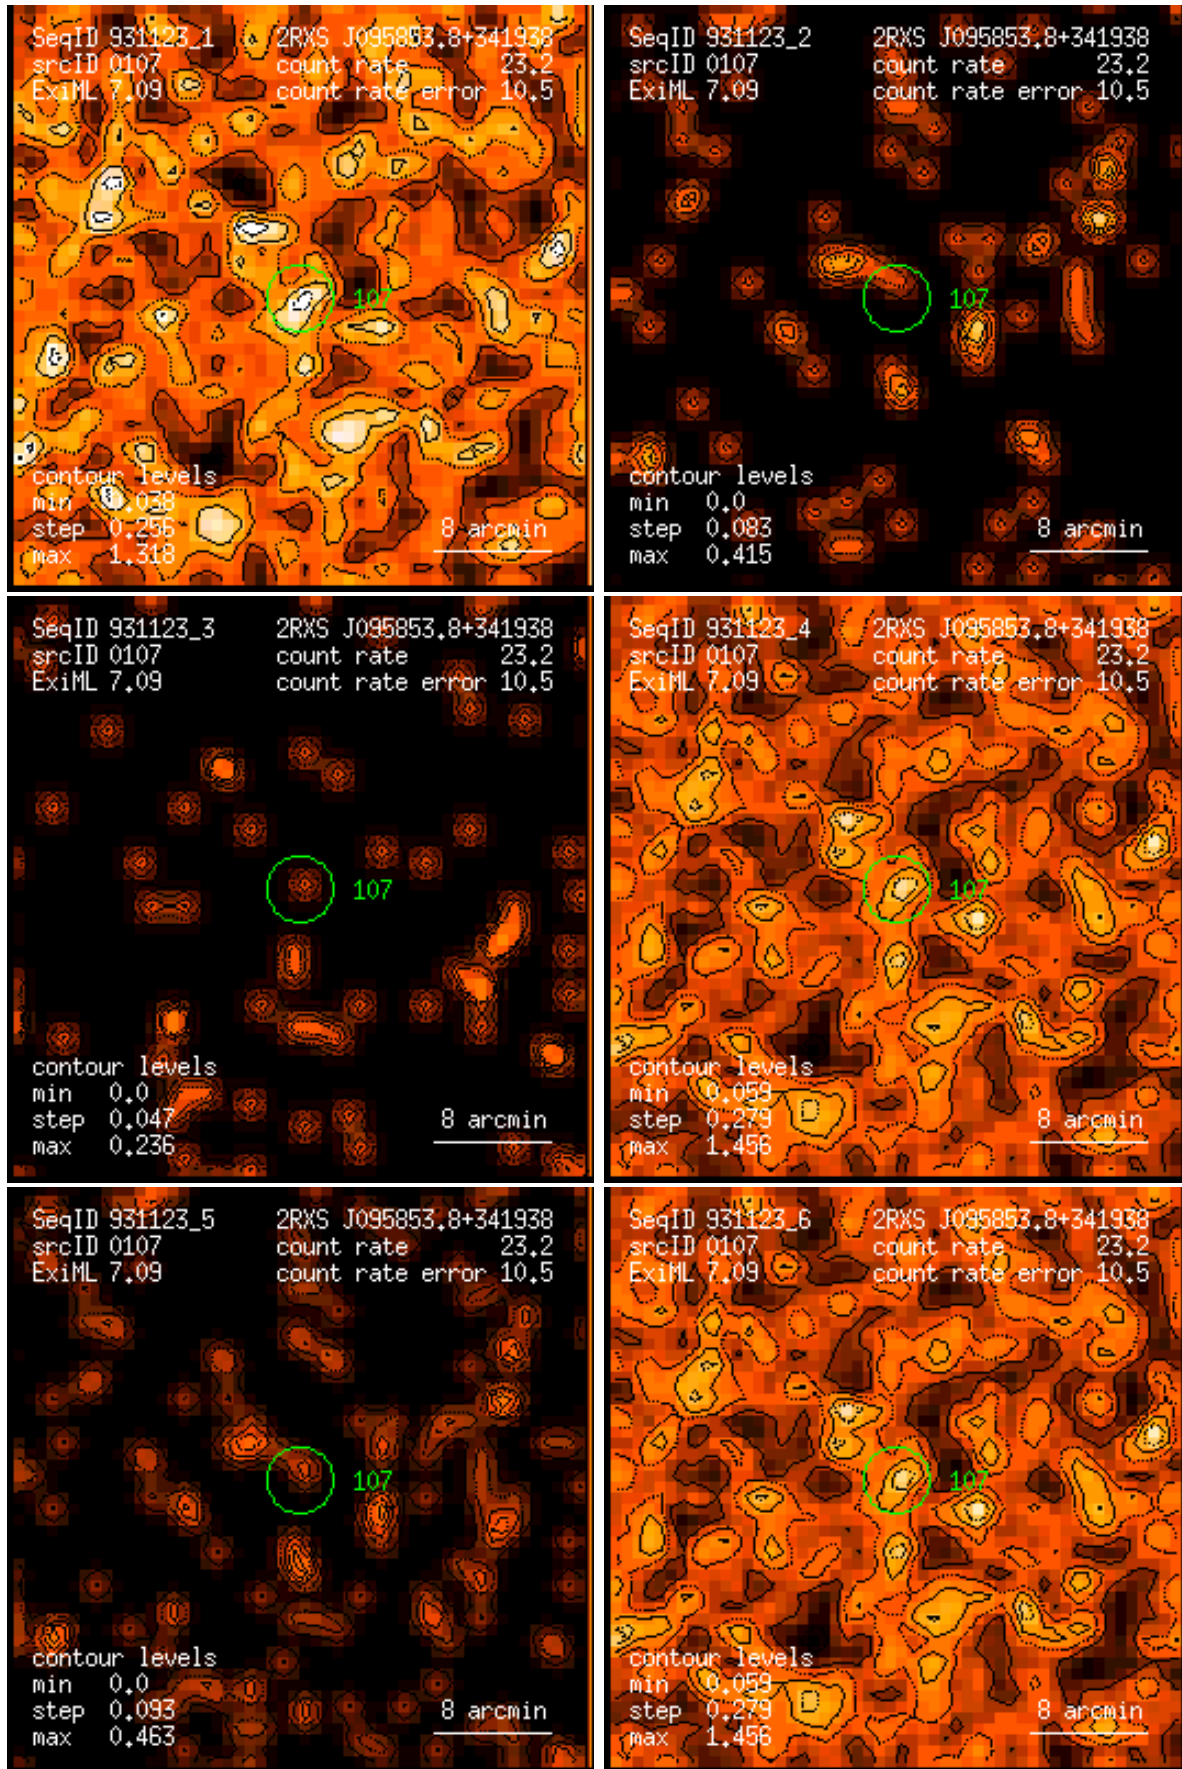 SeqID 931123_1 2RXS J095853.8+341938
srcID 0107 count rate 23.2
ExiML 7.09 count rate error 10.5
107
contour levels
min 0.038
step 0.256 8 arcmin
max 1.318
SeqID 931123_2 2RXS J095853.8+341938
srcID 0107 count rate 23.2
ExiML 7.09 count rate error 10.5
107
contour levels
min 0.0
step 0.083 8 arcmin
max 0.415
SeqID 931123_3 2RXS J095853.8+341938
srcID 0107 count rate 23.2
ExiML 7.09 count rate error 10.5
107
contour levels
min 0.0
step 0.047 8 arcmin
max 0.236
SeqID 931123_4 2RXS J095853.8+341938
srcID 0107 count rate 23.2
ExiML 7.09 count rate error 10.5
107
contour levels
min 0.059
step 0.279 8 arcmin
max 1.456
SeqID 931123_5 2RXS J095853.8+341938
srcID 0107 count rate 23.2
ExiML 7.09 count rate error 10.5
107
contour levels
min 0.0
step 0.093 8 arcmin
max 0.463
SeqID 931123_6 2RXS J095853.8+341938
srcID 0107 count rate 23.2
ExiML 7.09 count rate error 10.5
107
contour levels
min 0.059
step 0.279 8 arcmin
max 1.456